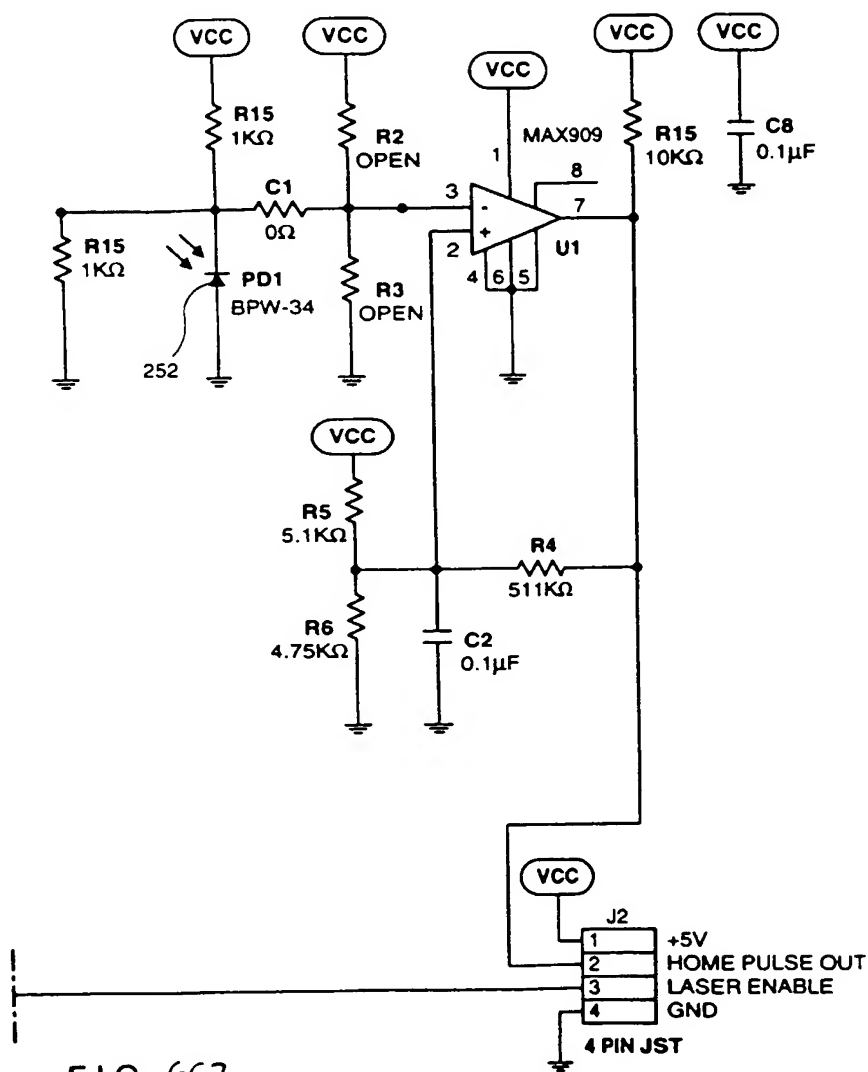 VCC
VCC
VCC
VCC
VCC
R15
1KΩ
R2
OPEN
MAX909
R15
10KΩ
C8
0.1µF
1
8
C1
0Ω
3
-
7
2
+
U1
R15
1KΩ
PD1
BPW-34
R3
OPEN
4
6
5
252
VCC
R5
5.1KΩ
R4
511KΩ
R6
4.75KΩ
C2
0.1µF
VCC
J2
1 +5V
2 HOME PULSE OUT
3 LASER ENABLE
4 GND
4 PIN JST